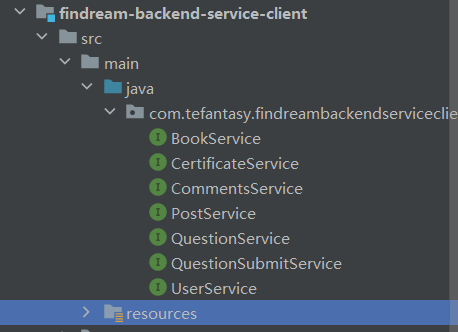 findream-backend-service-client
src
main
java
com.tefantasy.findreambackendserviceclie
I BookService
I CertificateService
I CommentsService
I PostService
I QuestionService
I QuestionSubmitService
I UserService
resources